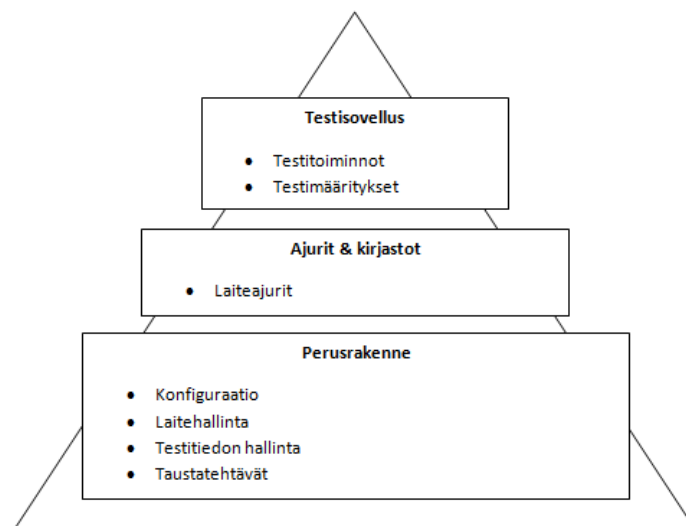 Testisovellus
• Testitoiminnot
• Testimääritykset
Ajurit & kirjastot
• Laiteajurit
Perusrakenne
• Konfiguraatio
• Laitehallinta
• Testitiedon hallinta
• Taustatehtävät